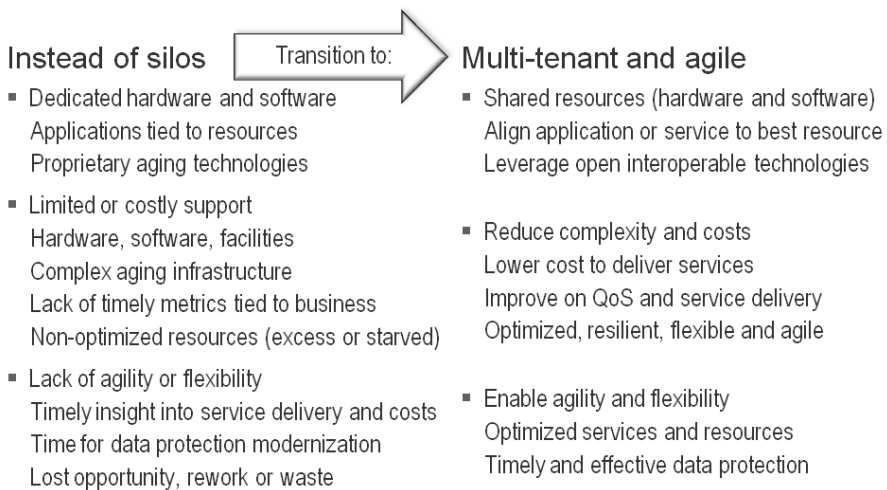 Instead of silos
Transition to:
Multi-tenant and agile
▪ Dedicated hardware and software
Applications tied to resources
Proprietary aging technologies
▪ Limited or costly support
Hardware, software, facilities
Complex aging infrastructure
Lack of timely metrics tied to business
Non-optimized resources (excess or starved)
▪ Lack of agility or flexibility
Timely insight into service delivery and costs
Time for data protection modernization
Lost opportunity, rework or waste
▪ Shared resources (hardware and software)
Align application or service to best resource
Leverage open interoperable technologies
▪ Reduce complexity and costs
Lower cost to deliver services
Improve on QoS and service delivery
Optimized, resilient, flexible and agile
▪ Enable agility and flexibility
Optimized services and resources
Timely and effective data protection